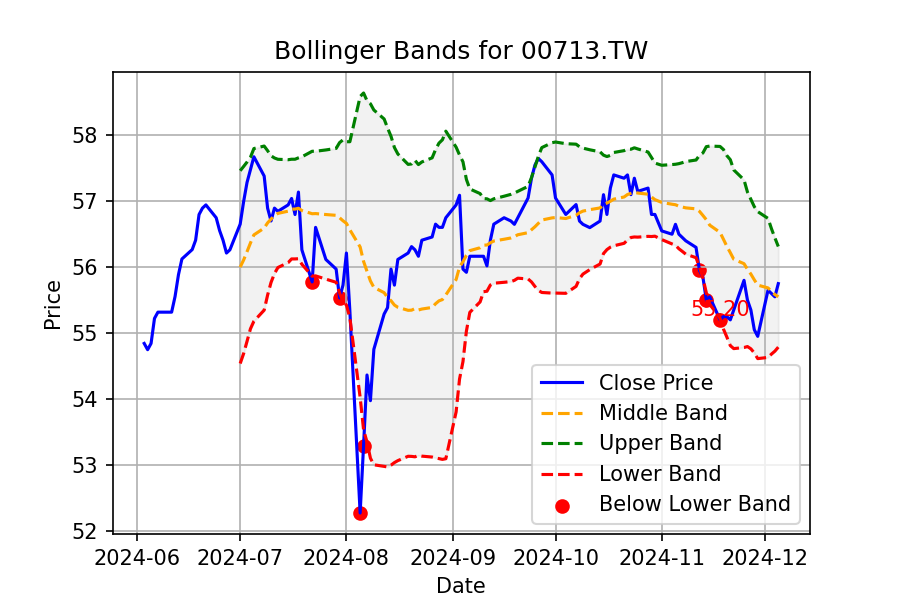 Bollinger Bands for 00713.TW
Price
58
57
56
55
54
53
52
55.20
Close Price
Middle Band
Upper Band
Lower Band
Below Lower Band
2024-06 2024-07 2024-08 2024-09 2024-10 2024-11 2024-12
Date